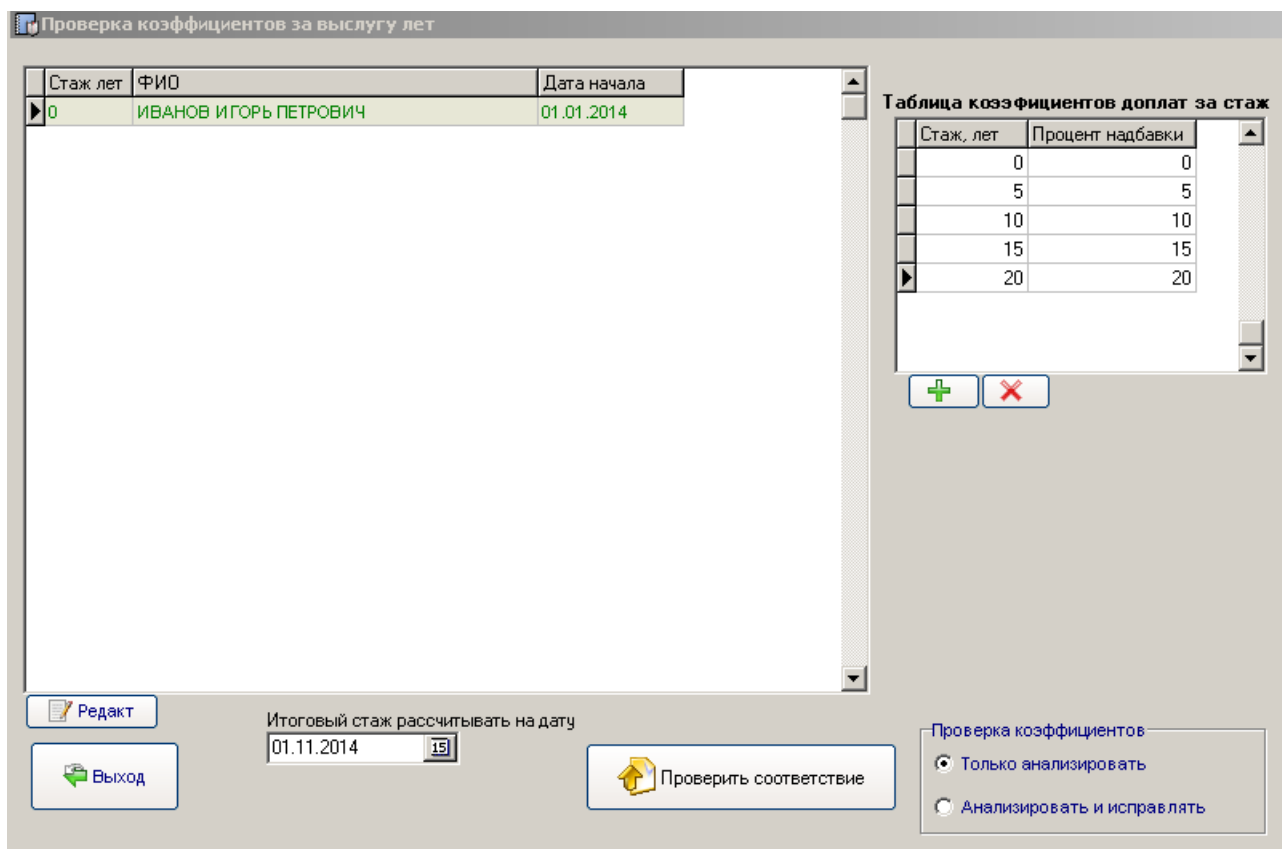 Проверка коэффициентов за выслугу лет
Стаж лет ФИО Дата начала
0 ИВАНОВ ИГОРЬ ПЕТРОВИЧ 01.01.2014
Таблица коээфициентов доплат за стаж
Стаж, лет Процент надбавки
0 0
5 5
10 10
15 15
20 20
Редакт
Итоговый стаж рассчитывать на дату
01.11.2014 15
Выход
Проверить соответствие
Проверка коэффициентов
Только анализировать
Анализировать и исправлять